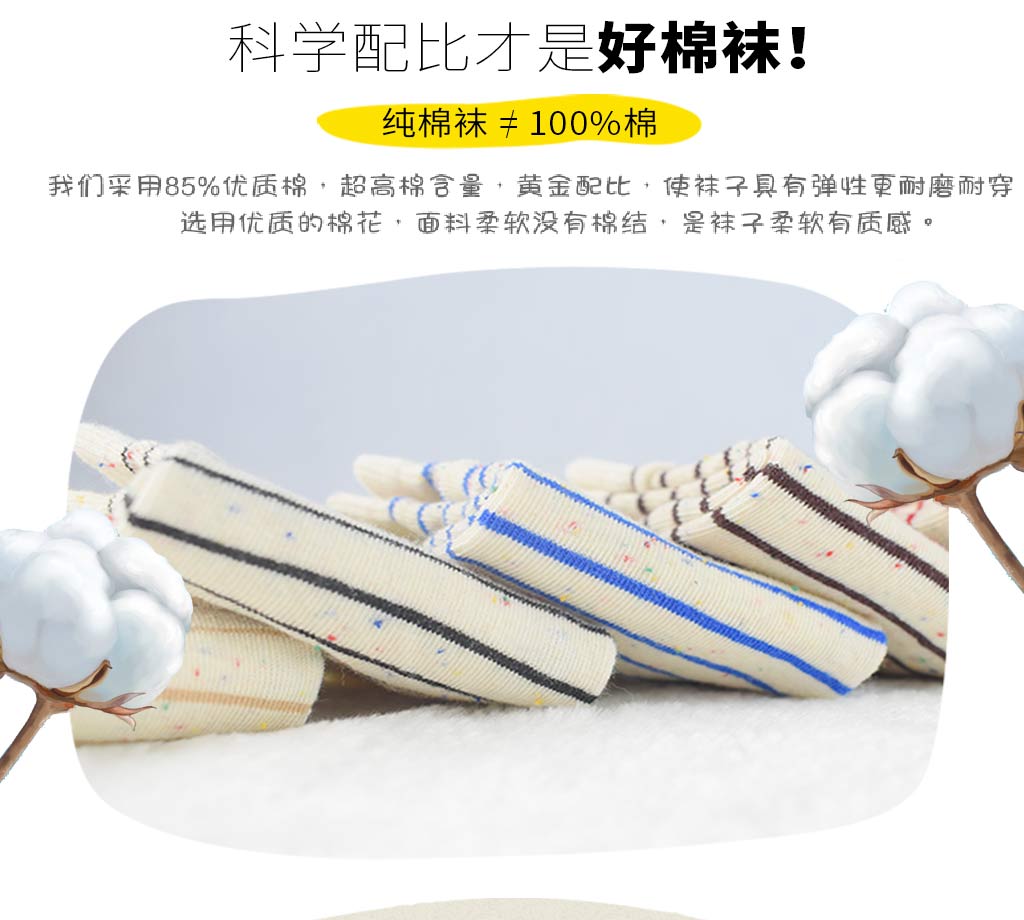 科学配比才是好棉袜!
纯棉袜 ≠ 100%棉
我们采用85%优质棉,超高棉含量,黄金配比,使袜子具有弹性更耐磨耐穿
选用优质的棉花,面料柔软没有棉结,是袜子柔软有质感。